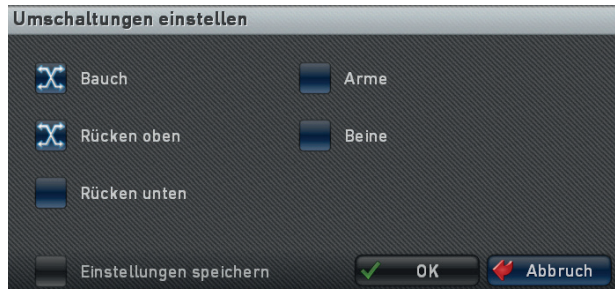 Umschaltungen einstellen
Bauch
Arme
Rücken oben
Beine
Rücken unten
Einstellungen speichern
OK
Abbruch